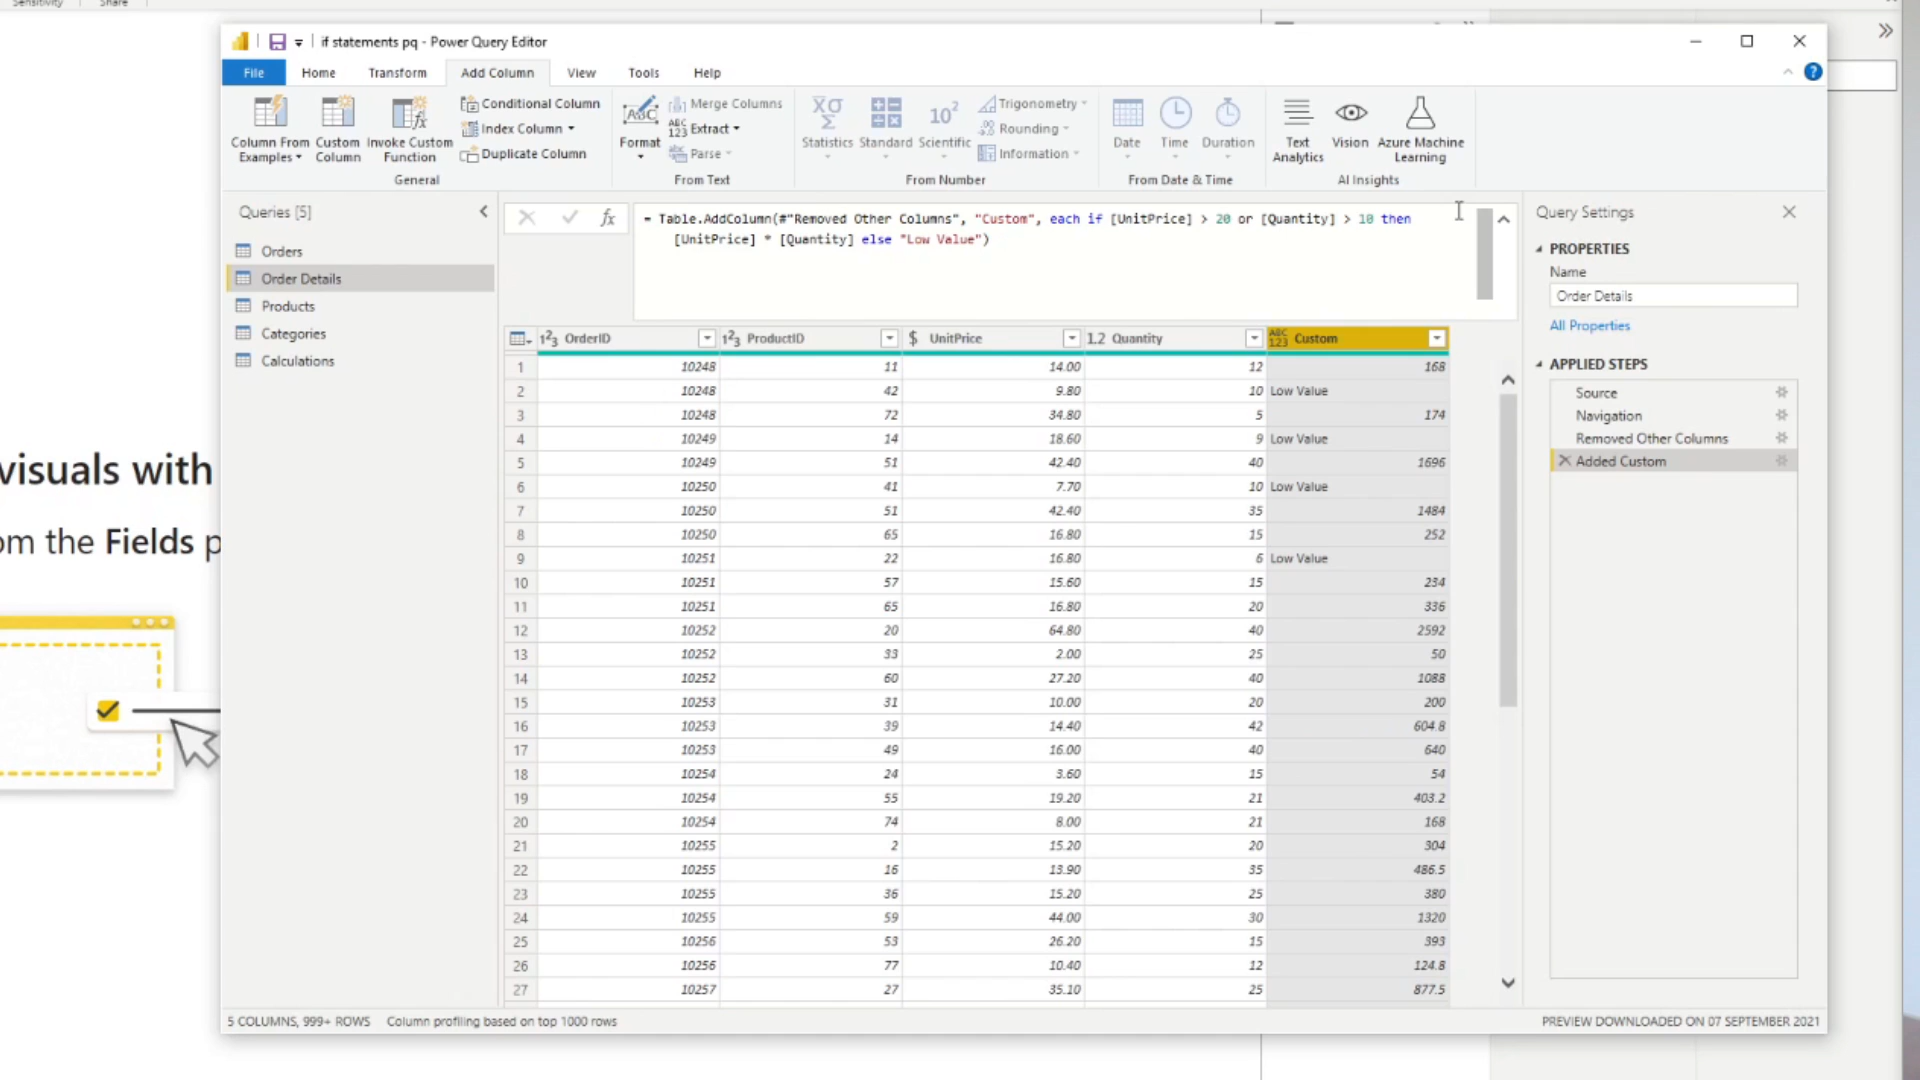 Sensitivity
Share
if statements pq - Power Query Editor
File
Home
Transform
Add Column
View
Tools
Help
Column From
Examples
Custom
Column
Invoke Custom
Function
Conditional Column
Index Column
Duplicate Column
General
Format
Merge Columns
Extract
Parse
From Text
Statistics
Standard
Scientific
Trigonometry
Rounding
Information
From Number
Date
Time
Duration
From Date & Time
Text
Analytics
Vision
Azure Machine
Learning
AI Insights
Queries [5]
Orders
Order Details
Products
Categories
Calculations
= Table.AddColumn(#"Removed Other Columns", "Custom", each if [UnitPrice] > 20 or [Quantity] > 10 then
[UnitPrice] * [Quantity] else "Low Value")
OrderID ProductID $ UnitPrice 1.2 Quantity ABC 123 Custom
1 10248 11 14.00 12 168
2 10248 42 9.80 10 Low Value
3 10248 72 34.80 5 174
4 10249 14 18.60 9 Low Value
5 10249 51 42.40 40 1696
6 10250 41 7.70 10 Low Value
7 10250 51 42.40 35 1484
8 10250 65 16.80 15 252
9 10251 22 16.80 6 Low Value
10 10251 57 15.60 15 234
11 10251 65 16.80 20 336
12 10252 20 64.80 40 2592
13 10252 33 2.00 25 50
14 10252 60 27.20 40 1088
15 10253 31 10.00 20 200
16 10253 39 14.40 42 604.8
17 10253 49 16.00 40 640
18 10254 24 3.60 15 54
19 10254 55 19.20 21 403.2
20 10254 74 8.00 21 168
21 10255 2 15.20 20 304
22 10255 16 13.90 35 486.5
23 10255 36 15.20 25 380
24 10255 59 44.00 30 1320
25 10256 53 26.20 15 393
26 10256 77 10.40 12 124.8
27 10257 27 35.10 25 877.5
Query Settings
PROPERTIES
Name
Order Details
All Properties
APPLIED STEPS
Source
Navigation
Removed Other Columns
Added Custom
5 COLUMNS, 999+ ROWS
Column profiling based on top 1000 rows
PREVIEW DOWNLOADED ON 07 SEPTEMBER 2021
visuals with
om the Fields p